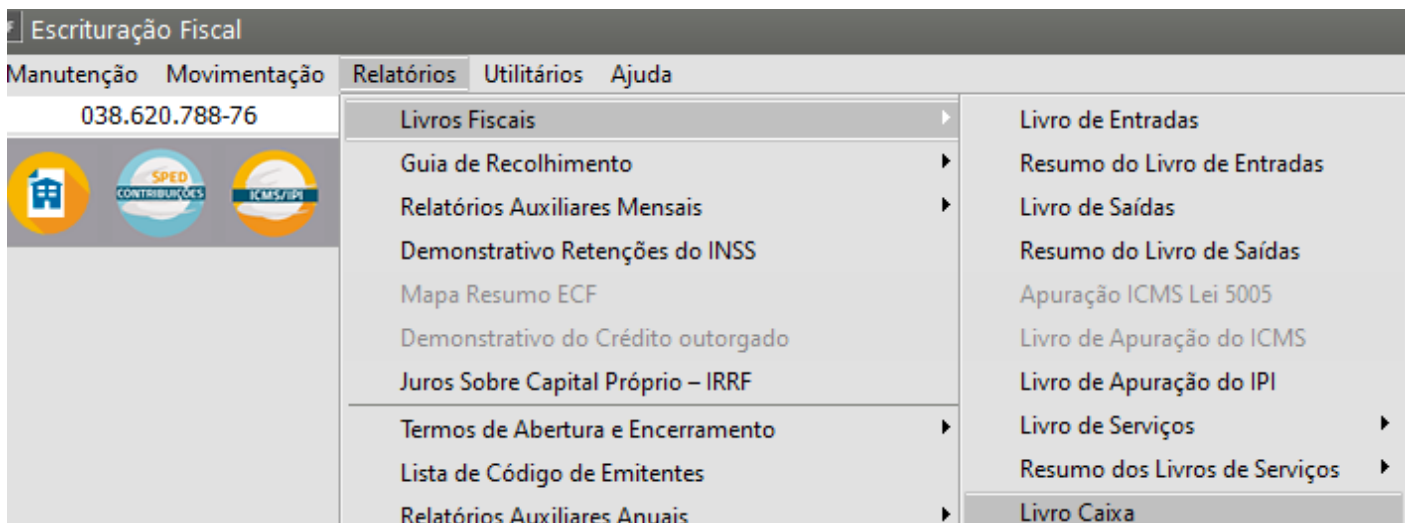 Escrituração Fiscal
Manutenção Movimentação Relatórios Utilitários Ajuda
038.620.788-76
SPED
CONTRIBUIÇÕES
ICMS/IPI
Livros Fiscais
Guia de Recolhimento
Relatórios Auxiliares Mensais
Demonstrativo Retenções do INSS
Mapa Resumo ECF
Demonstrativo do Crédito outorgado
Juros Sobre Capital Próprio – IRRF
Termos de Abertura e Encerramento
Lista de Código de Emitentes
Relatórios Auxiliares Anuais
Livro de Entradas
Resumo do Livro de Entradas
Livro de Saídas
Resumo do Livro de Saídas
Apuração ICMS Lei 5005
Livro de Apuração do ICMS
Livro de Apuração do IPI
Livro de Serviços
Resumo dos Livros de Serviços
Livro Caixa